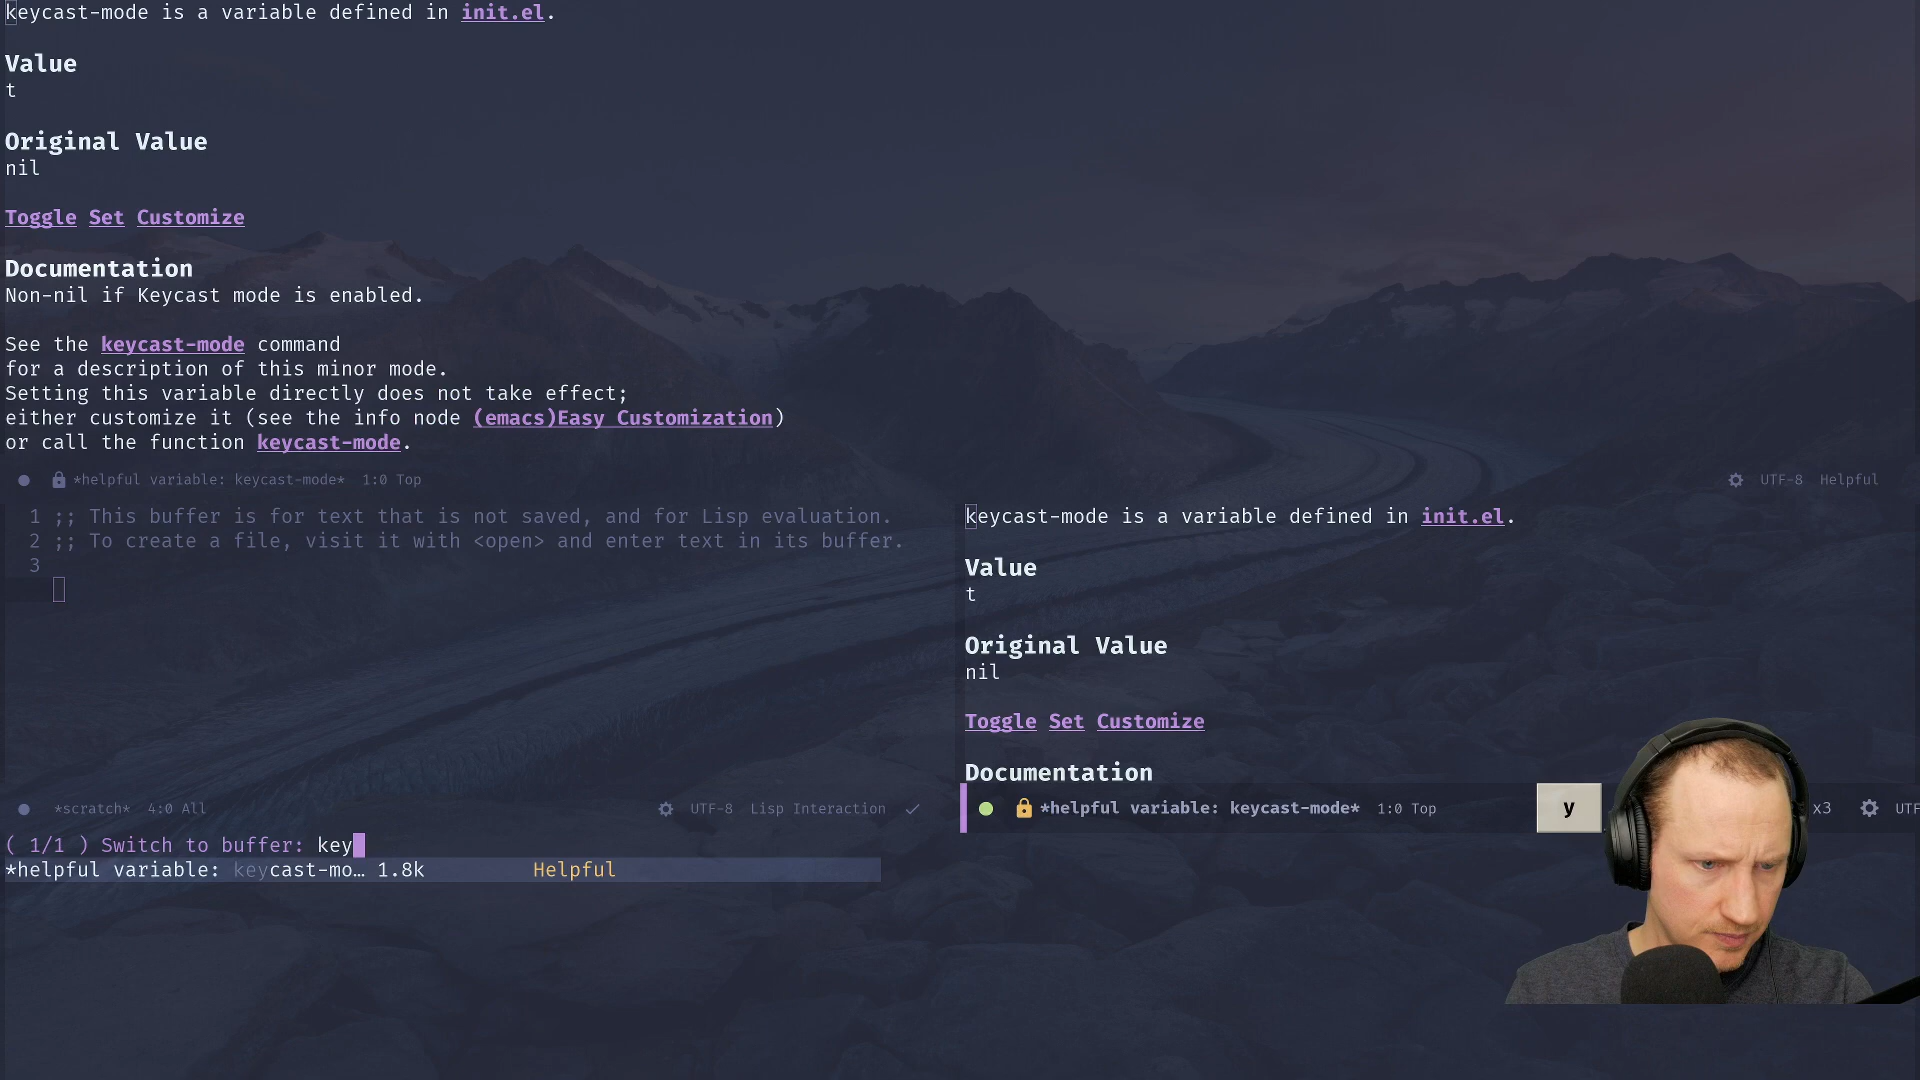 keycast-mode is a variable defined in init.el.
Value
t
Original Value
nil
Toggle Set Customize
Documentation
Non-nil if Keycast mode is enabled.
See the keycast-mode command
for a description of this minor mode.
Setting this variable directly does not take effect;
either customize it (see the info node (emacs)Easy Customization)
or call the function keycast-mode.
*helpful variable: keycast-mode* 1:0 Top UTF-8 Helpful
1 ;; This buffer is for text that is not saved, and for Lisp evaluation.
2 ;; To create a file, visit it with <open> and enter text in its buffer.
3
*scratch* 4:0 All UTF-8 Lisp Interaction
keycast-mode is a variable defined in init.el.
Value
t
Original Value
nil
Toggle Set Customize
Documentation
*helpful variable: keycast-mode* 1:0 Top y x3 UTF
( 1/1 ) Switch to buffer: key
*helpful variable: keycast-mo… 1.8k Helpful